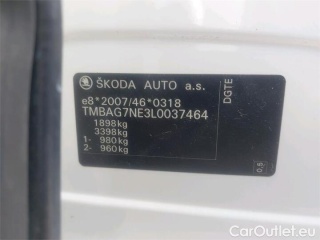 ŠKODA AUTO a.s.
e8*2007/46*0318
TMBAG7NE3L0037464
1898kg
3398kg
1- 980kg
2- 960kg
DGTE
0,5
CarOutlet.eu